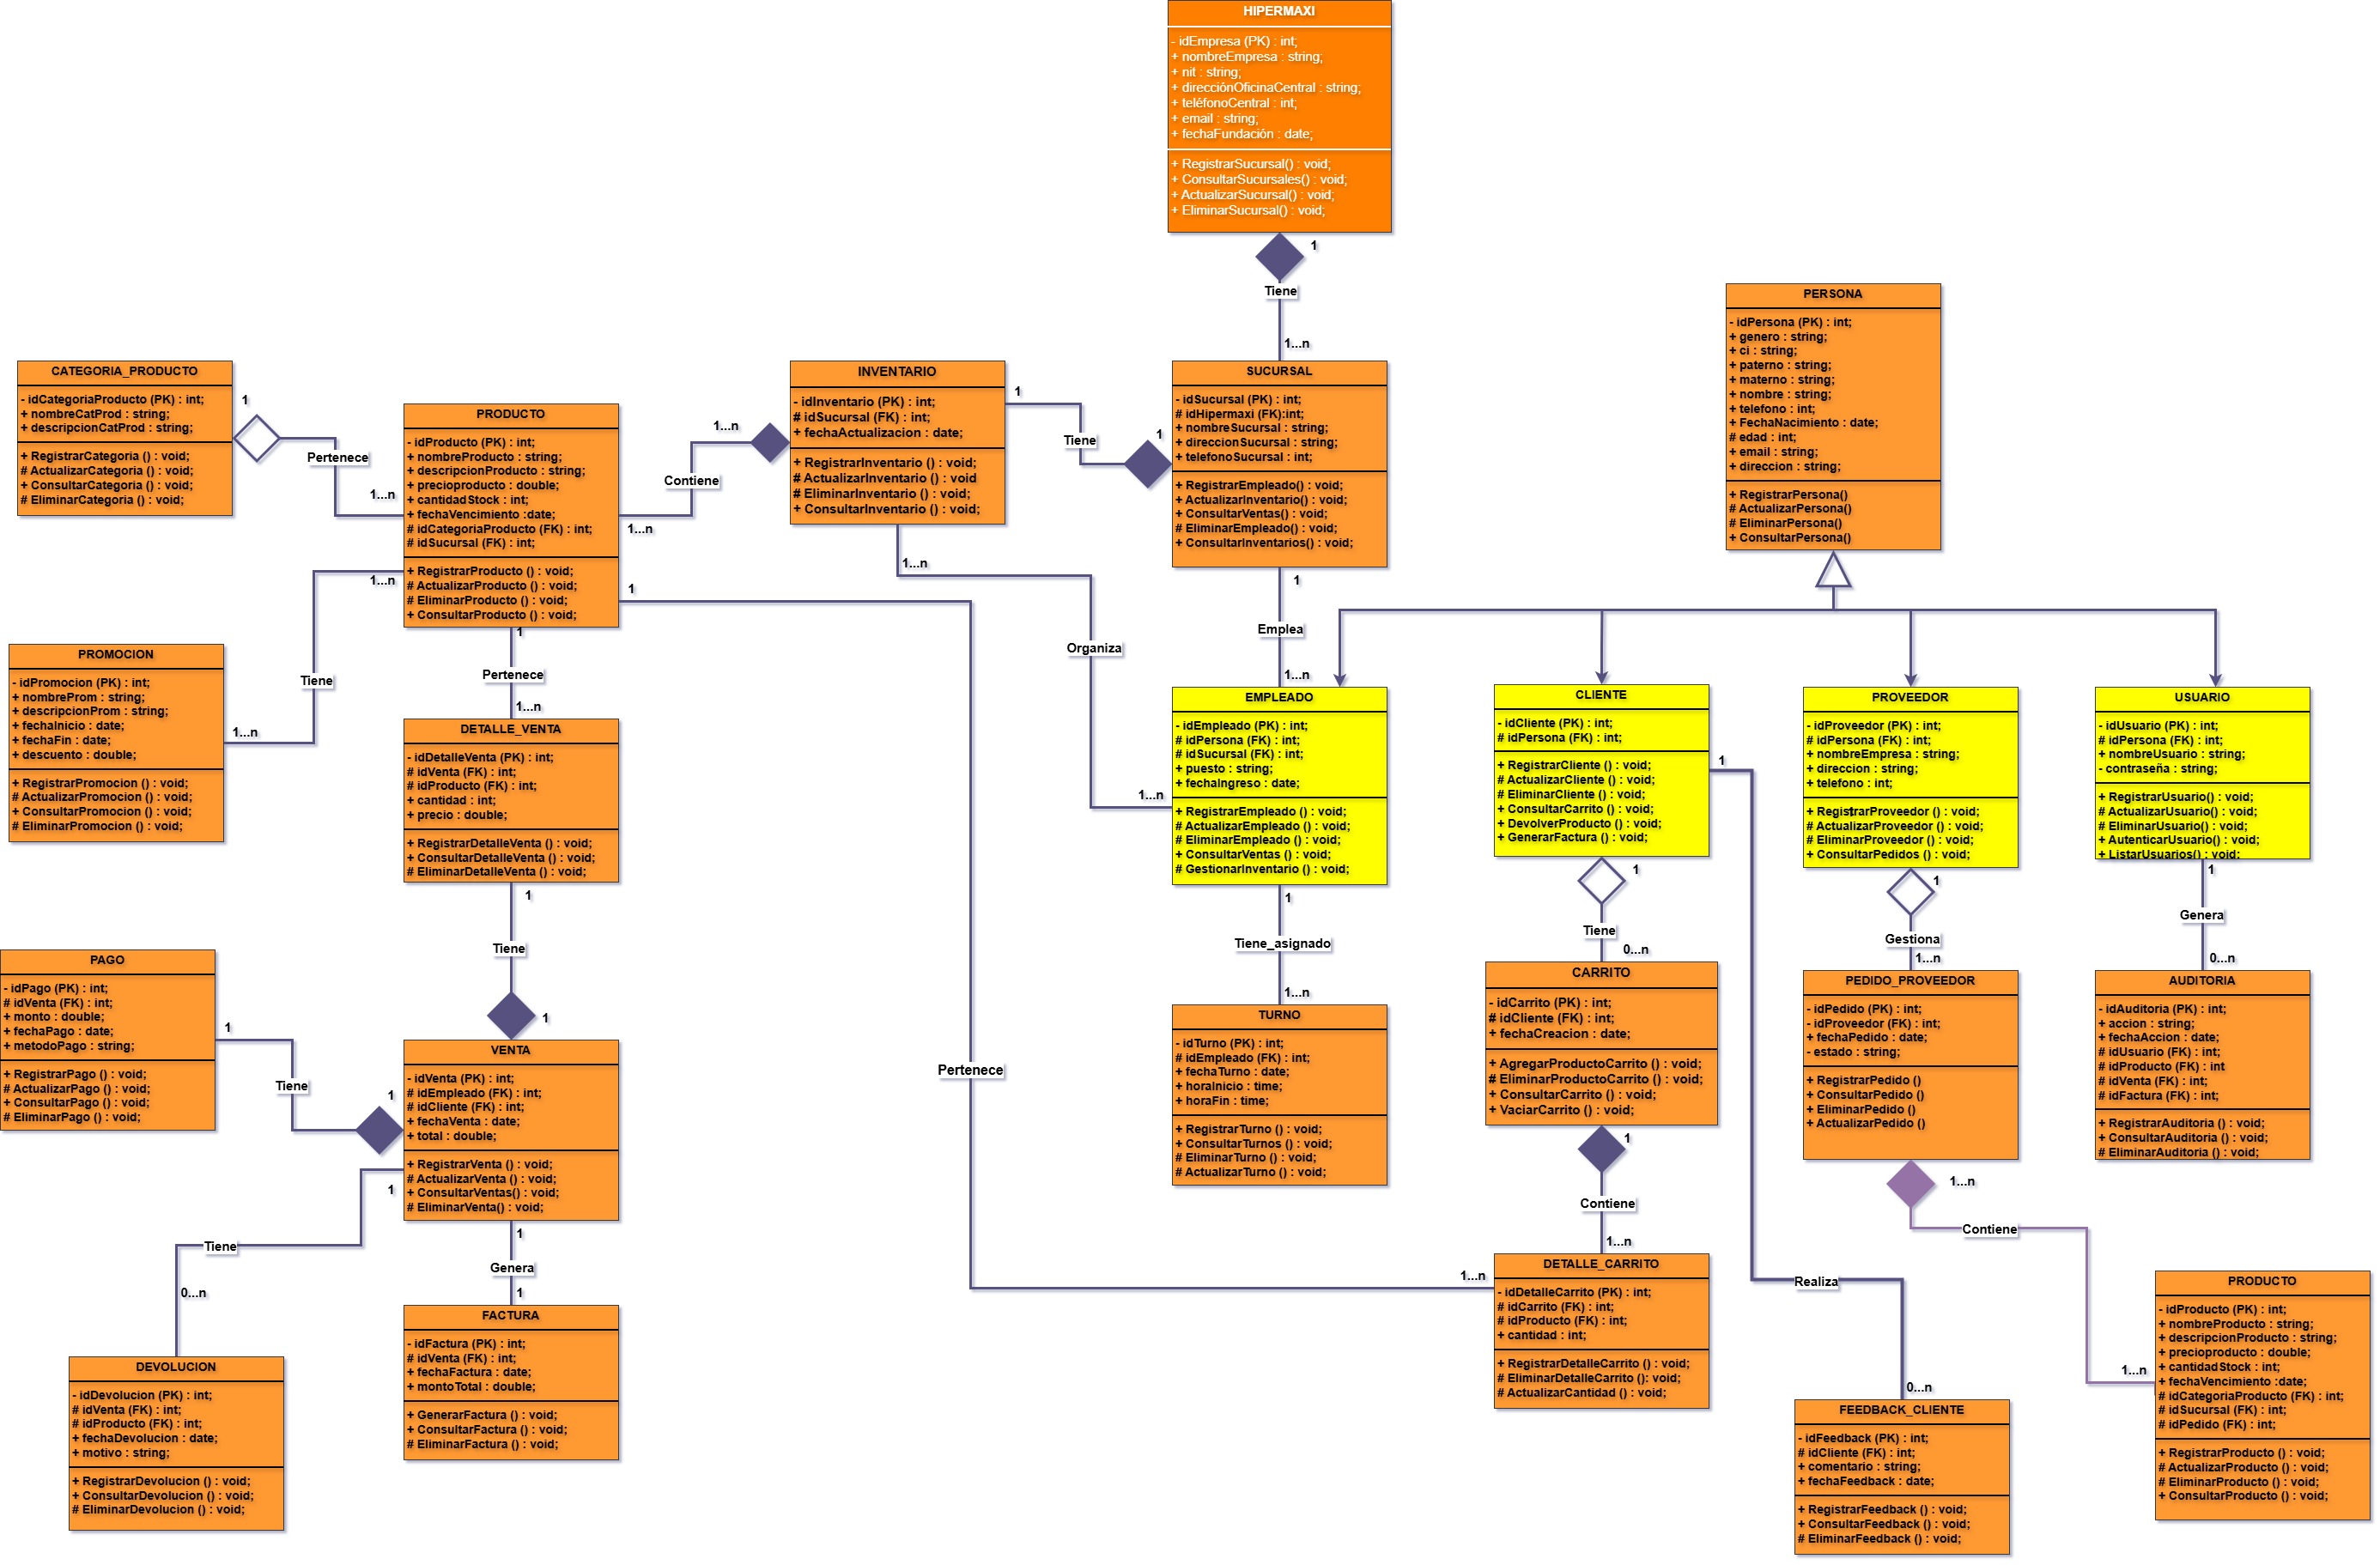 HIPERMAXI
- idEmpresa (PK) : int;
+ nombreEmpresa : string;
+ nit : string;
+ direcciónOficinaCentral : string;
+ teléfonoCentral : int;
+ email : string;
+ fechaFundación : date;
+ RegistrarSucursal() : void;
+ ConsultarSucursales() : void;
+ ActualizarSucursal() : void;
+ EliminarSucursal() : void;
1
Tiene
1...n
PERSONA
- idPersona (PK) : int;
+ genero : string;
+ ci : string;
+ paterno : string;
+ materno : string;
+ nombre : string;
+ telefono : int;
+ FechaNacimiento : date;
# edad : int;
+ email : string;
+ direccion : string;
+ RegistrarPersona()
# ActualizarPersona()
# EliminarPersona()
+ ConsultarPersona()
CATEGORIA_PRODUCTO
- idCategoriaProducto (PK) : int;
+ nombreCatProd : string;
+ descripcionCatProd : string;
+ RegistrarCategoria () : void;
# ActualizarCategoria () : void;
+ ConsultarCategoria () : void;
# EliminarCategoria () : void;
1
Pertenece
1...n
PRODUCTO
- idProducto (PK) : int;
+ nombreProducto : string;
+ descripcionProducto : string;
+ precioproducto : double;
+ cantidadStock : int;
+ fechaVencimiento :date;
# idCategoriaProducto (FK) : int;
# idSucursal (FK) : int;
+ RegistrarProducto () : void;
# ActualizarProducto () : void;
# EliminarProducto () : void;
+ ConsultarProducto () : void;
1...n
Contiene
1...n
INVENTARIO
- idInventario (PK) : int;
# idSucursal (FK) : int;
+ fechaActualizacion : date;
+ RegistrarInventario () : void;
# ActualizarInventario () : void
# EliminarInventario () : void;
+ ConsultarInventario () : void;
1
Tiene
1
SUCURSAL
- idSucursal (PK) : int;
# idHipermaxi (FK):int;
+ nombreSucursal : string;
+ direccionSucursal : string;
+ telefonoSucursal : int;
+ RegistrarEmpleado() : void;
+ ActualizarInventario() : void;
+ ConsultarVentas() : void;
# EliminarEmpleado() : void;
+ ConsultarInventarios() : void;
1...n
Organiza
1...n
1
Emplea
1...n
1...n
Tiene
1...n
PROMOCION
- idPromocion (PK) : int;
+ nombreProm : string;
+ descripcionProm : string;
+ fechaInicio : date;
+ fechaFin : date;
+ descuento : double;
+ RegistrarPromocion () : void;
# ActualizarPromocion () : void;
+ ConsultarPromocion () : void;
# EliminarPromocion () : void;
1
Pertenece
1...n
DETALLE_VENTA
- idDetalleVenta (PK) : int;
# idVenta (FK) : int;
# idProducto (FK) : int;
+ cantidad : int;
+ precio : double;
+ RegistrarDetalleVenta () : void;
+ ConsultarDetalleVenta () : void;
# EliminarDetalleVenta () : void;
1
Pertenece
1...n
EMPLEADO
- idEmpleado (PK) : int;
# idPersona (FK) : int;
# idSucursal (FK) : int;
+ puesto : string;
+ fechaIngreso : date;
+ RegistrarEmpleado () : void;
# ActualizarEmpleado () : void;
# EliminarEmpleado () : void;
+ ConsultarVentas () : void;
# GestionarInventario () : void;
CLIENTE
- idCliente (PK) : int;
# idPersona (FK) : int;
+ RegistrarCliente () : void;
# ActualizarCliente () : void;
# EliminarCliente () : void;
+ ConsultarCarrito () : void;
+ DevolverProducto () : void;
+ GenerarFactura () : void;
PROVEEDOR
- idProveedor (PK) : int;
# idPersona (FK) : int;
+ nombreEmpresa : string;
+ direccion : string;
+ telefono : int;
+ RegistrarProveedor () : void;
# ActualizarProveedor () : void;
# EliminarProveedor () : void;
+ ConsultarPedidos () : void;
USUARIO
- idUsuario (PK) : int;
# idPersona (FK) : int;
+ nombreUsuario : string;
- contraseña : string;
+ RegistrarUsuario() : void;
# ActualizarUsuario() : void;
# EliminarUsuario() : void;
+ AutenticarUsuario() : void;
+ ListarUsuarios() : void;
1
Tiene
1
1
Tiene_asignado
1...n
1
Tiene
0...n
1
Gestiona
1...n
1
Genera
0...n
1
Realiza
0...n
PAGO
- idPago (PK) : int;
# idVenta (FK) : int;
+ monto : double;
+ fechaPago : date;
+ metodoPago : string;
+ RegistrarPago () : void;
# ActualizarPago () : void;
+ ConsultarPago () : void;
# EliminarPago () : void;
1
Tiene
1
VENTA
- idVenta (PK) : int;
# idEmpleado (FK) : int;
# idCliente (FK) : int;
+ fechaVenta : date;
+ total : double;
+ RegistrarVenta () : void;
# ActualizarVenta () : void;
+ ConsultarVentas() : void;
# EliminarVenta() : void;
TURNO
- idTurno (PK) : int;
# idEmpleado (FK) : int;
+ fechaTurno : date;
+ horaInicio : time;
+ horaFin : time;
+ RegistrarTurno () : void;
+ ConsultarTurnos () : void;
# EliminarTurno () : void;
# ActualizarTurno () : void;
CARRITO
- idCarrito (PK) : int;
# idCliente (FK) : int;
+ fechaCreacion : date;
+ AgregarProductoCarrito () : void;
# EliminarProductoCarrito () : void;
+ ConsultarCarrito () : void;
+ VaciarCarrito () : void;
PEDIDO_PROVEEDOR
- idPedido (PK) : int;
- idProveedor (FK) : int;
+ fechaPedido : date;
- estado : string;
+ RegistrarPedido ()
+ ConsultarPedido ()
+ EliminarPedido ()
+ ActualizarPedido ()
AUDITORIA
- idAuditoria (PK) : int;
+ accion : string;
+ fechaAccion : date;
# idUsuario (FK) : int;
# idProducto (FK) : int
# idVenta (FK) : int;
# idFactura (FK) : int;
+ RegistrarAuditoria () : void;
+ ConsultarAuditoria () : void;
# EliminarAuditoria () : void;
1
Tiene
0...n
1
Genera
1
1
Contiene
1...n
1...n
Contiene
1...n
DEVOLUCION
- idDevolucion (PK) : int;
# idVenta (FK) : int;
# idProducto (FK) : int;
+ fechaDevolucion : date;
+ motivo : string;
+ RegistrarDevolucion () : void;
+ ConsultarDevolucion () : void;
# EliminarDevolucion () : void;
FACTURA
- idFactura (PK) : int;
# idVenta (FK) : int;
+ fechaFactura : date;
+ montoTotal : double;
+ GenerarFactura () : void;
+ ConsultarFactura () : void;
# EliminarFactura () : void;
DETALLE_CARRITO
- idDetalleCarrito (PK) : int;
# idCarrito (FK) : int;
# idProducto (FK) : int;
+ cantidad : int;
+ RegistrarDetalleCarrito () : void;
# EliminarDetalleCarrito (): void;
# ActualizarCantidad () : void;
FEEDBACK_CLIENTE
- idFeedback (PK) : int;
# idCliente (FK) : int;
+ comentario : string;
+ fechaFeedback : date;
+ RegistrarFeedback () : void;
+ ConsultarFeedback () : void;
# EliminarFeedback () : void;
PRODUCTO
- idProducto (PK) : int;
+ nombreProducto : string;
+ descripcionProducto : string;
+ precioproducto : double;
+ cantidadStock : int;
+ fechaVencimiento :date;
# idCategoriaProducto (FK) : int;
# idSucursal (FK) : int;
# idPedido (FK) : int;
+ RegistrarProducto () : void;
# ActualizarProducto () : void;
# EliminarProducto () : void;
+ ConsultarProducto () : void;